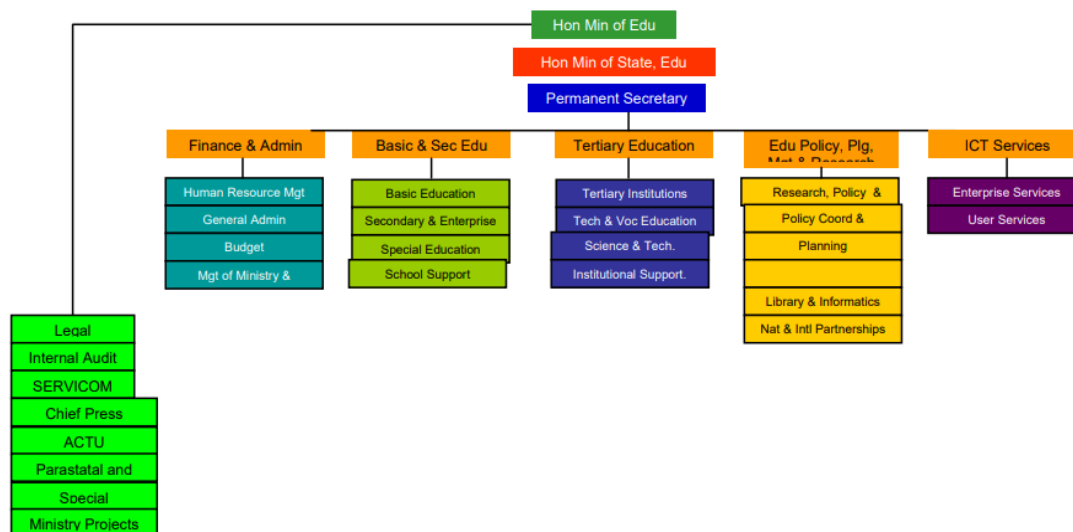 Hon Min of Edu
Hon Min of State, Edu
Permanent Secretary
Finance & Admin
Basic & Sec Edu
Tertiary Education
Edu Policy, Plg,
Mgt & Research
ICT Services
Human Resource Mgt
General Admin
Budget
Mgt of Ministry &
Basic Education
Secondary & Enterprise
Special Education
School Support
Tertiary Institutions
Tech & Voc Education
Science & Tech.
Institutional Support.
Research, Policy &
Policy Coord &
Planning
Library & Informatics
Nat & Intl Partnerships
Enterprise Services
User Services
Legal
Internal Audit
SERVICOM
Chief Press
ACTU
Parastatal and
Special
Ministry Projects